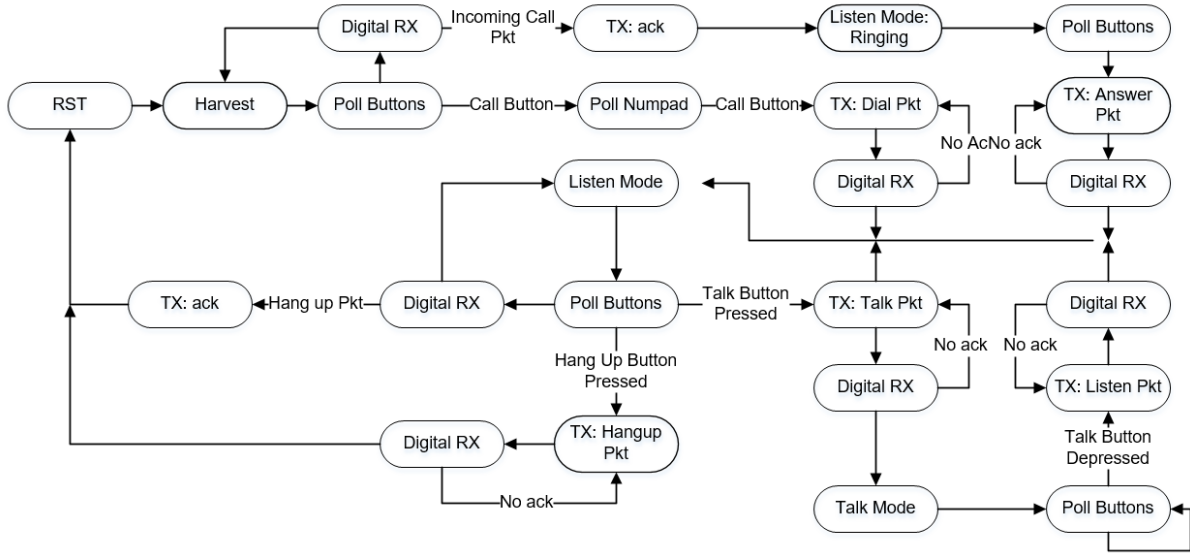 Digital RX
Incoming Call
Pkt
TX: ack
Listen Mode:
Ringing
Poll Buttons
RST
Harvest
Poll Buttons
Call Button
Poll Numpad
Call Button
TX: Dial Pkt
TX: Answer
Pkt
No Ac
No ack
Listen Mode
Digital RX
Digital RX
TX: ack
Hang up Pkt
Digital RX
Poll Buttons
Talk Button
Pressed
TX: Talk Pkt
Digital RX
No ack
No ack
Hang Up Button
Pressed
Digital RX
TX: Listen Pkt
Digital RX
TX: Hangup
Pkt
Talk Button
Depressed
No ack
Talk Mode
Poll Buttons